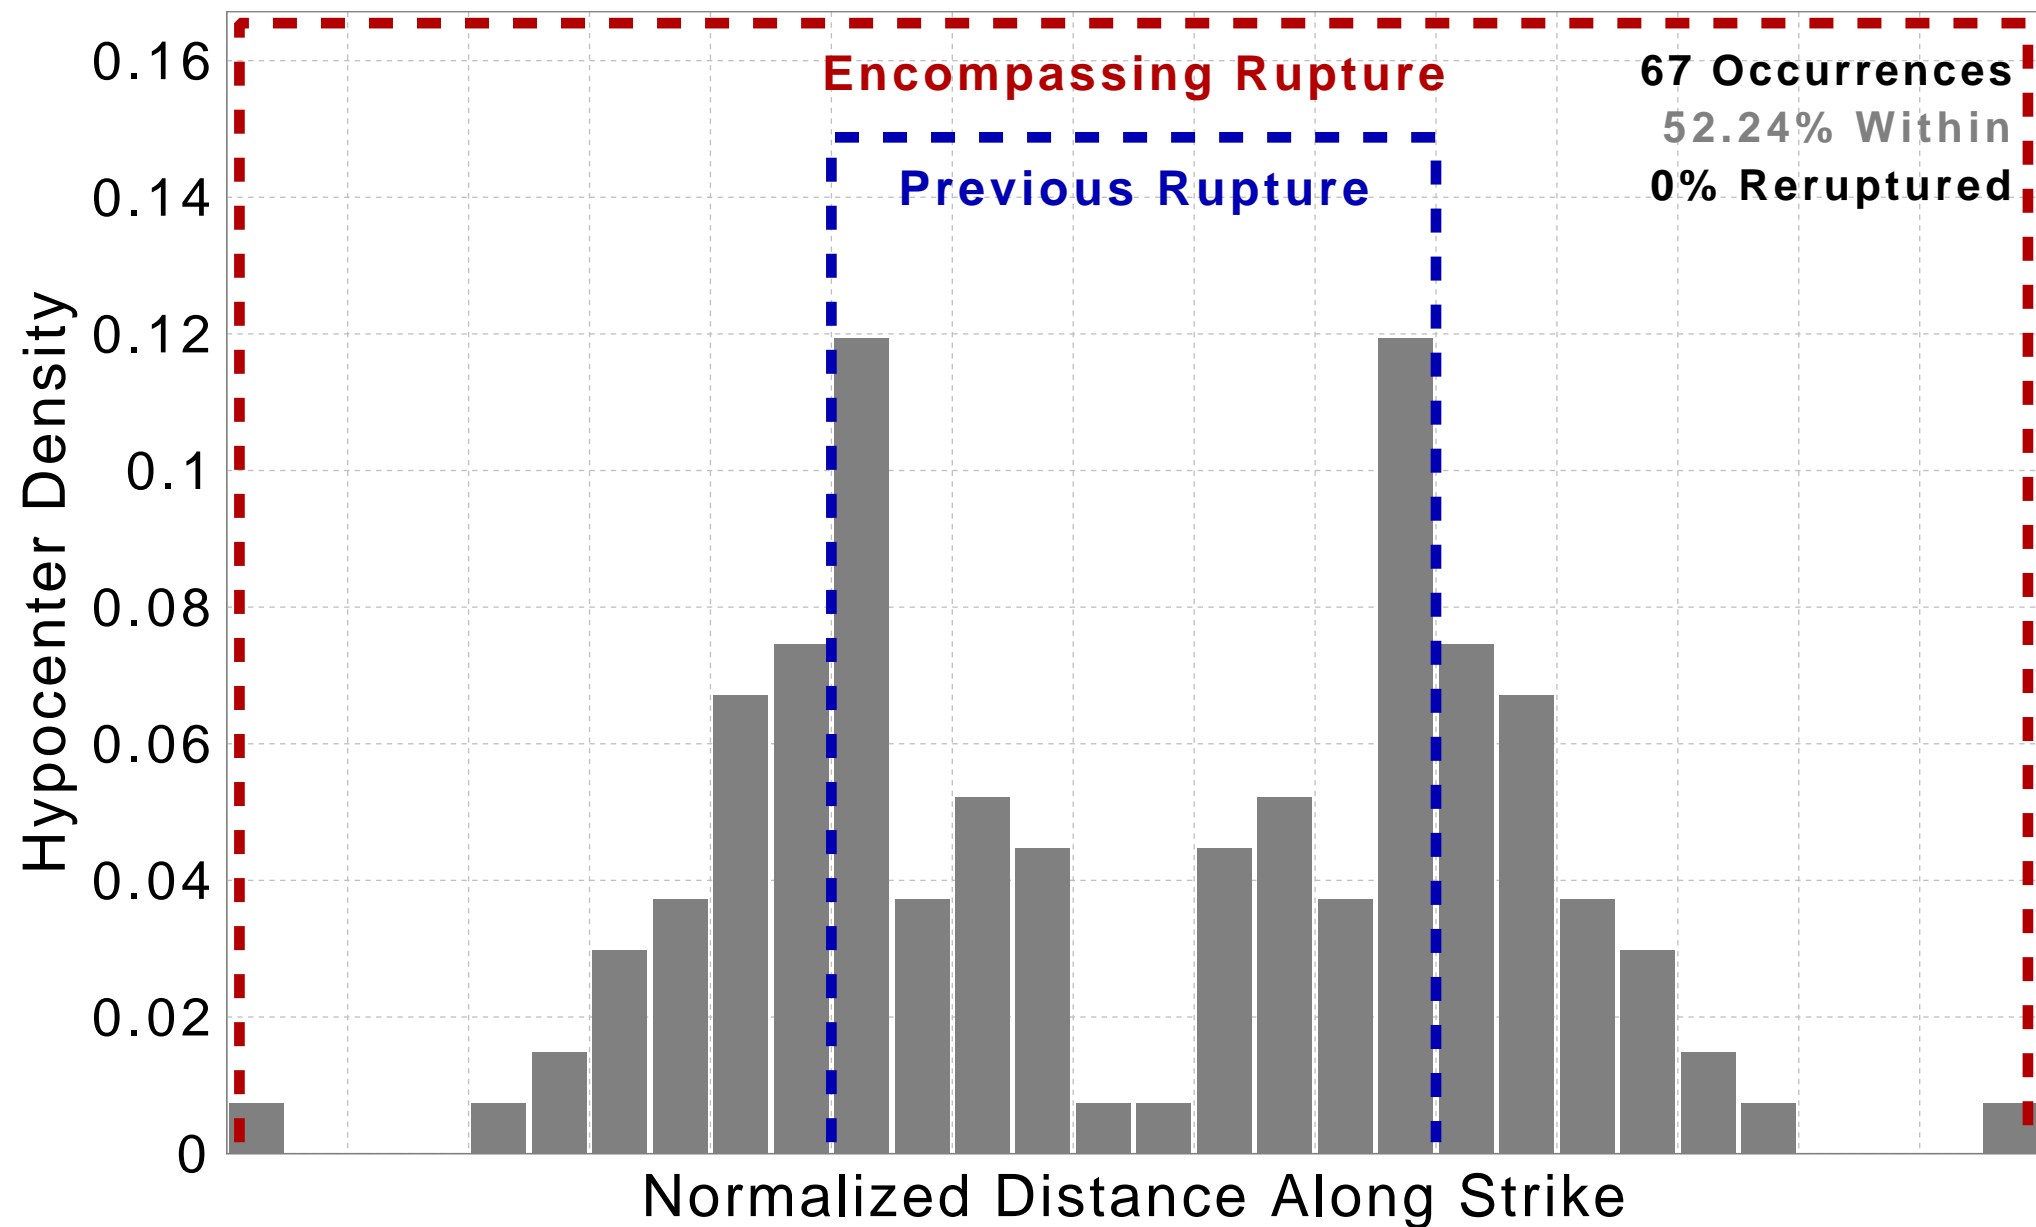 0.16
Encompassing Rupture
67 Occurrences
52.24% Within
Previous Rupture
0% Reruptured
0.14
0.12
0.1
0.08
0.06
0.04
0.02
0
Hypocenter Density
Normalized Distance Along Strike